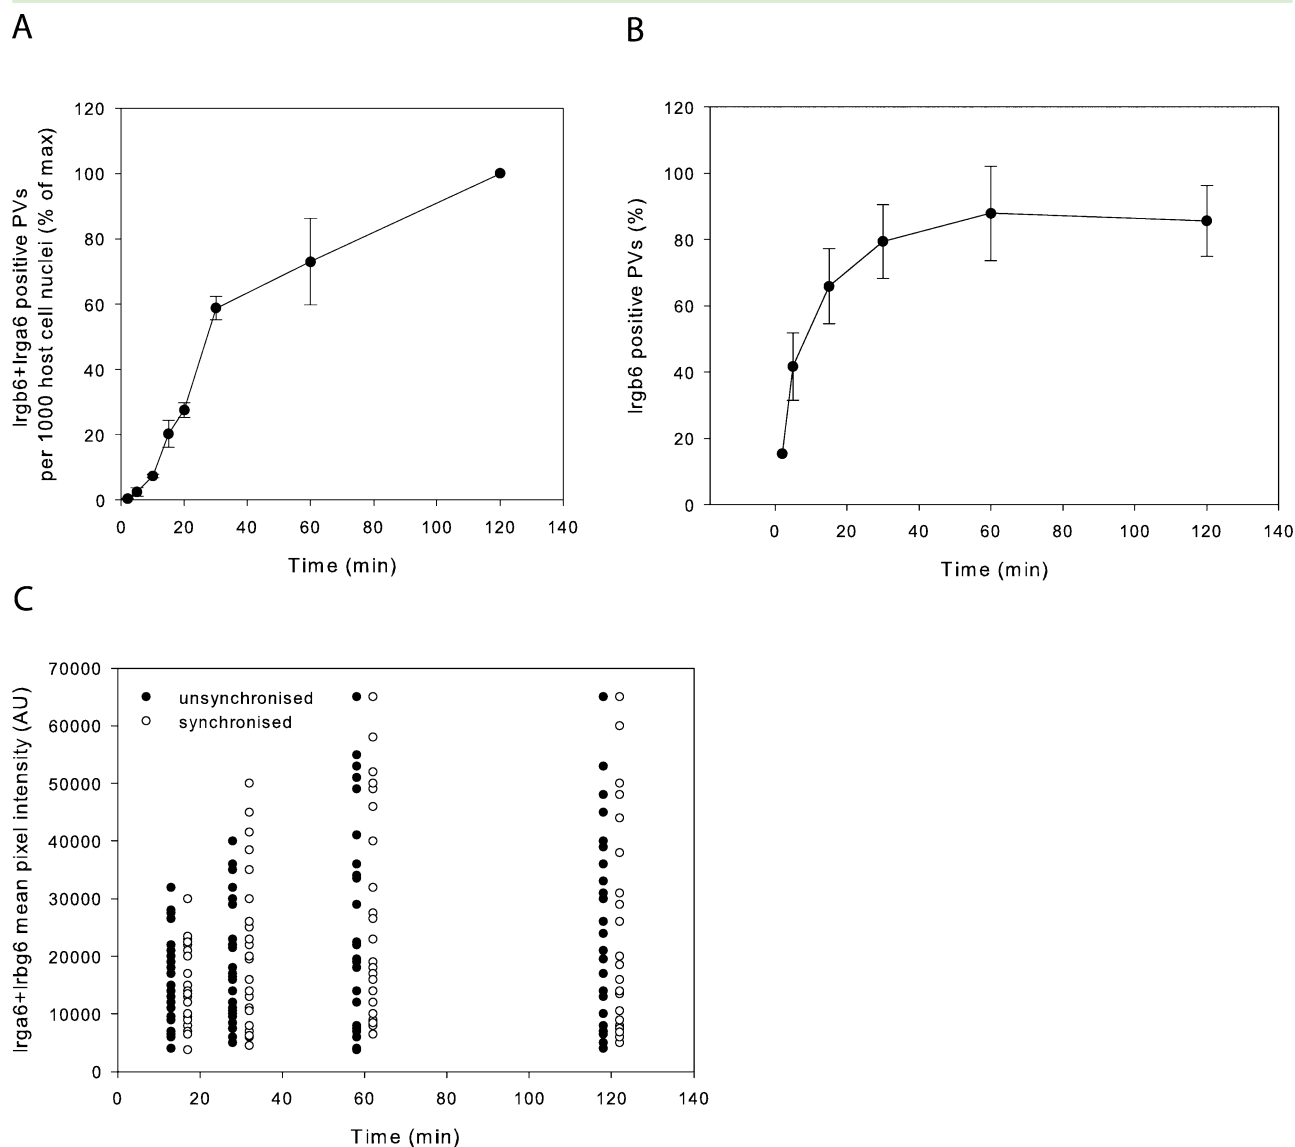 A
B
120
100
80
60
40
20
0
0 20 40 60 80 100 120 140
Time (min)
Irgb6+Irga6 positive PVs
per 1000 host cell nuclei (% of max)
120
100
80
60
40
20
0
0 20 40 60 80 100 120 140
Time (min)
Irgb6 positive PVs (%)
C
70000
60000
50000
40000
30000
20000
10000
0
unsynchronised
synchronised
0 20 40 60 80 100 120 140
Time (min)
Irga6+Irbg6 mean pixel intensity (AU)